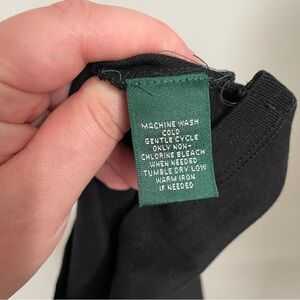 MACHINE WASH
COLD
GENTLE CYCLE
ONLY NON-
CHLORINE BLEACH
WHEN NEEDED
TUMBLE DRY LOW
WARM IRON
IF NEEDED